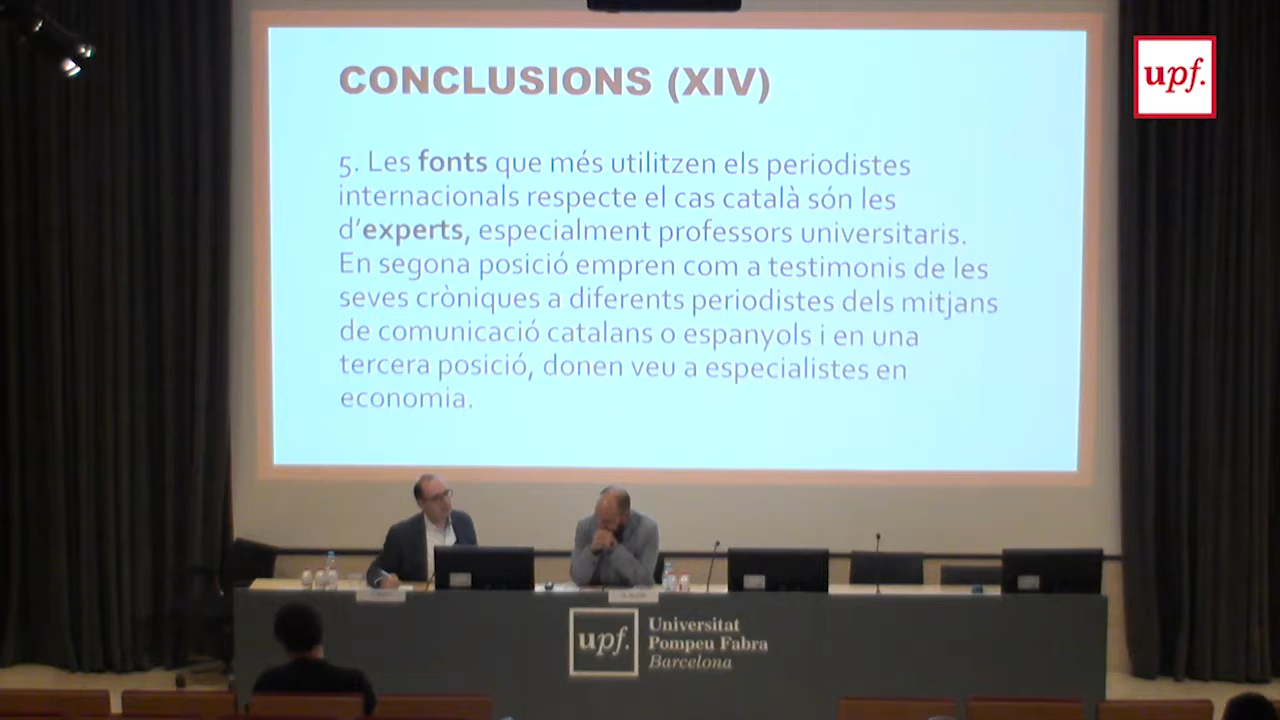 CONCLUSIONS (XIV)
5. Les fonts que més utilitzen els periodistes
internacionals respecte el cas català són les
d’experts, especialment professors universitaris.
En segona posició empren com a testimonis de les
seves cròniques a diferents periodistes dels mitjans
de comunicació catalans o espanyols i en una
tercera posició, donen veu a especialistes en
economia.
upf.
upf.
Universitat
Pompeu Fabra
Barcelona